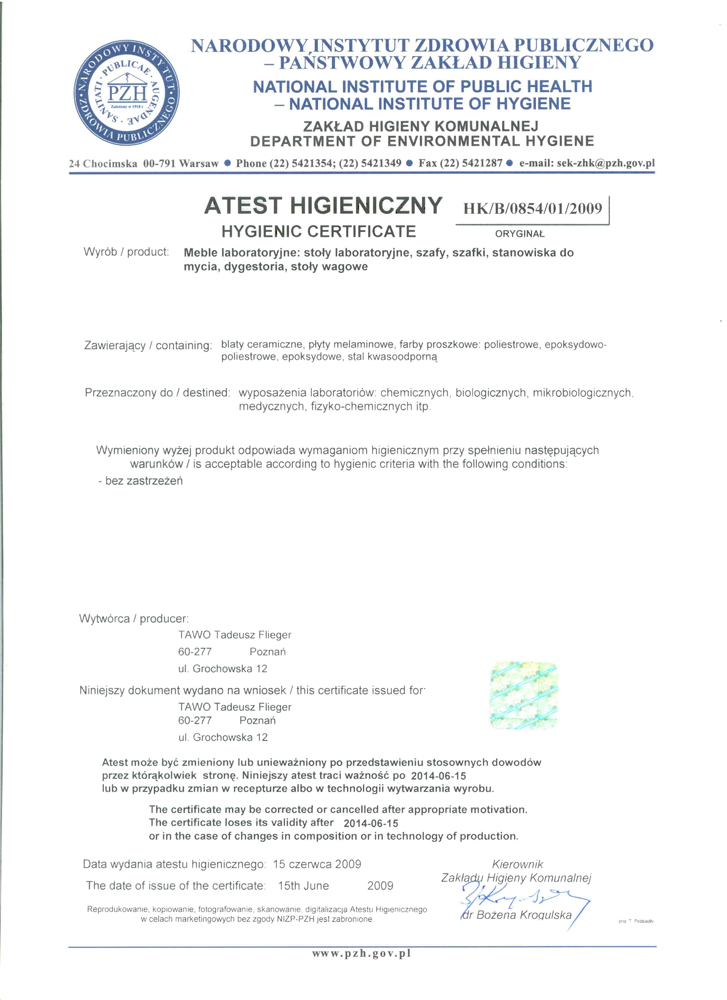 NARODOWY INSTYTUT ZDROWIA PUBLICZNEGO
– PAŃSTWOWY ZAKŁAD HIGIENY
NATIONAL INSTITUTE OF PUBLIC HEALTH
– NATIONAL INSTITUTE OF HYGIENE
ZAKŁAD HIGIENY KOMUNALNEJ
DEPARTMENT OF ENVIRONMENTAL HYGIENE
NARODOWY INSTYTUT ZDROWIA PUBLICZNEGO
SANITATI PUBLICAE AUGENDAE
PZH
24 Chocimska 00-791 Warsaw ● Phone (22) 5421354; (22) 5421349 ● Fax (22) 5421287 ● e-mail: sek-zhk@pzh.gov.pl
ATEST HIGIENICZNY HK/B/0854/01/2009
HYGIENIC CERTIFICATE ORYGINAŁ
Wyrób / product: Meble laboratoryjne: stoły laboratoryjne, szafy, szafki, stanowiska do
mycia, dygestoria, stoły wagowe
Zawierający / containing: blaty ceramiczne, płyty melaminowe, farby proszkowe: poliestrowe, epoksydowo-
poliestrowe, epoksydowe, stal kwasoodporną
Przeznaczony do / destined: wyposażenia laboratoriów: chemicznych, biologicznych, mikrobiologicznych,
medycznych, fizyko-chemicznych itp.
Wymieniony wyżej produkt odpowiada wymaganiom higienicznym przy spełnieniu następujących
warunków / is acceptable according to hygienic criteria with the following conditions:
- bez zastrzeżeń
Wytwórca / producer:
TAWO Tadeusz Flieger
60-277 Poznań
ul. Grochowska 12
Niniejszy dokument wydano na wniosek / this certificate issued for:
TAWO Tadeusz Flieger
60-277 Poznań
ul. Grochowska 12
Atest może być zmieniony lub unieważniony po przedstawieniu stosownych dowodów
przez którąkolwiek stronę. Niniejszy atest traci ważność po 2014-06-15
lub w przypadku zmian w recepturze albo w technologii wytwarzania wyrobu.
The certificate may be corrected or cancelled after appropriate motivation.
The certificate loses its validity after 2014-06-15
or in the case of changes in composition or in technology of production.
Data wydania atestu higienicznego: 15 czerwca 2009
The date of issue of the certificate: 15th June 2009
Kierownik
Zakładu Higieny Komunalnej
dr Bożena Krogulska
Reprodukowanie, kopiowanie, fotografowanie, skanowanie, digitalizacja Atestu Higienicznego
w celach marketingowych bez zgody NIZP-PZH jest zabronione.
www.pzh.gov.pl